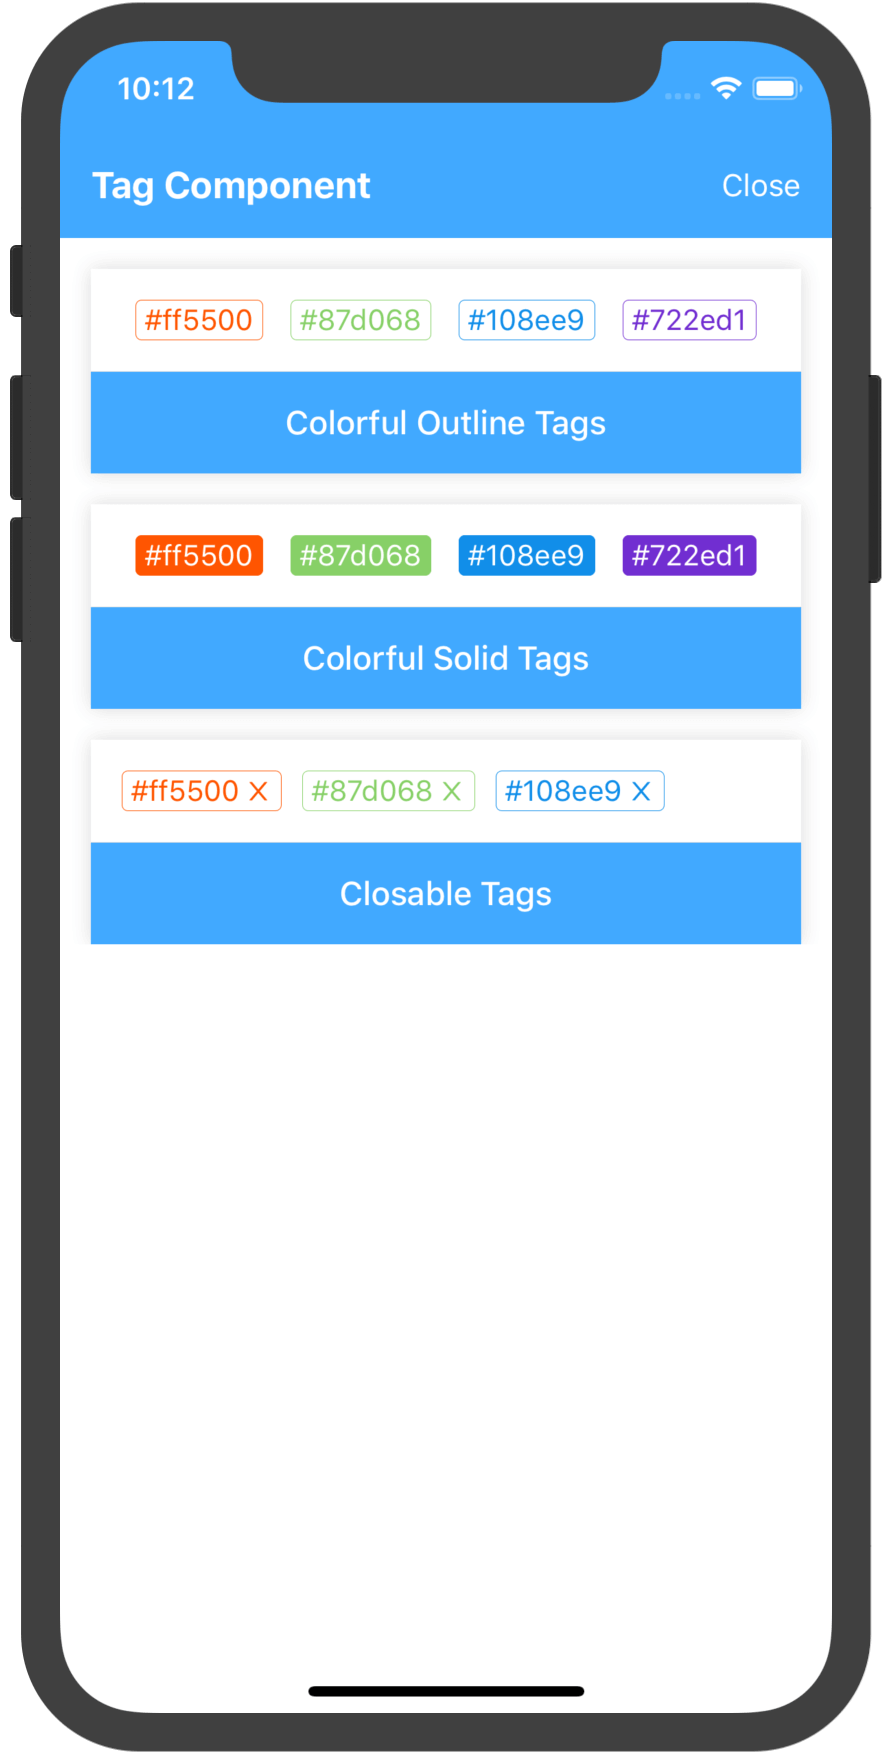 10:12
Tag Component Close
#ff5500 #87d068 #108ee9 #722ed1
Colorful Outline Tags
#ff5500 #87d068 #108ee9 #722ed1
Colorful Solid Tags
#ff5500 X #87d068 X #108ee9 X
Closable Tags